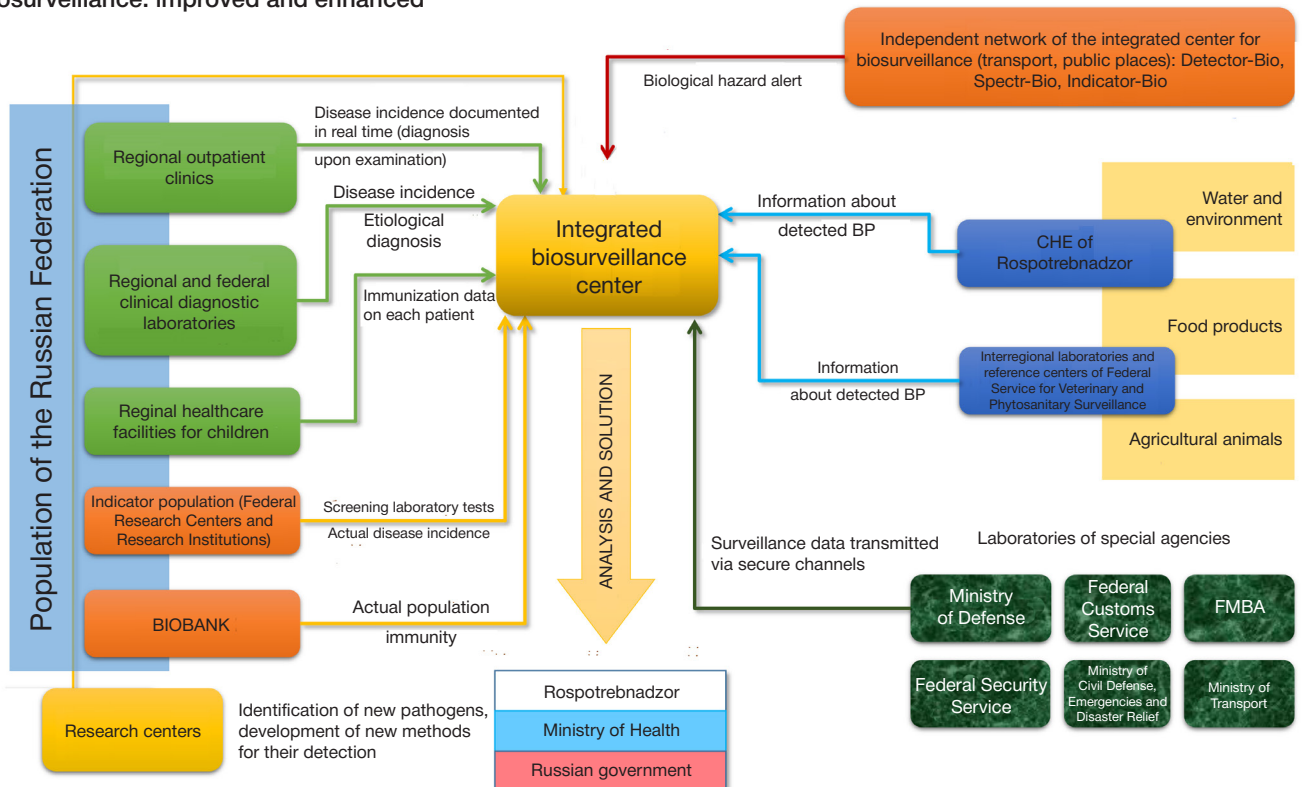 osurveillance: improved and enhanced
Independent network of the integrated center for
biosurveillance (transport, public places): Detector-Bio,
Spectr-Bio, Indicator-Bio
Biological hazard alert
Population of the Russian Federation
Regional outpatient
clinics
Disease incidence documented
in real time (diagnosis
upon examination)
Regional and federal
clinical diagnostic
laboratories
Disease incidence
Etiological
diagnosis
Reginal healthcare
facilities for children
Immunization data
on each patient
Indicator population (Federal
Research Centers and
Research Institutions)
Screening laboratory tests
Actual disease incidence
BIOBANK
Actual population
immunity
Research centers
Identification of new pathogens,
development of new methods
for their detection
Integrated
biosurveillance
center
ANALYSIS AND SOLUTION
Rospotrebnadzor
Ministry of Health
Russian government
Information about
detected BP
CHE of
Rospotrebnadzor
Water and
environment
Food products
Information
about detected BP
Interregional laboratories and
reference centers of Federal
Service for Veterinary and
Phytosanitary Surveillance
Agricultural animals
Surveillance data transmitted
via secure channels
Laboratories of special agencies
Ministry
of Defense
Federal
Customs
Service
FMBA
Federal Security
Service
Ministry of
Civil Defense,
Emergencies and
Disaster Relief
Ministry of
Transport